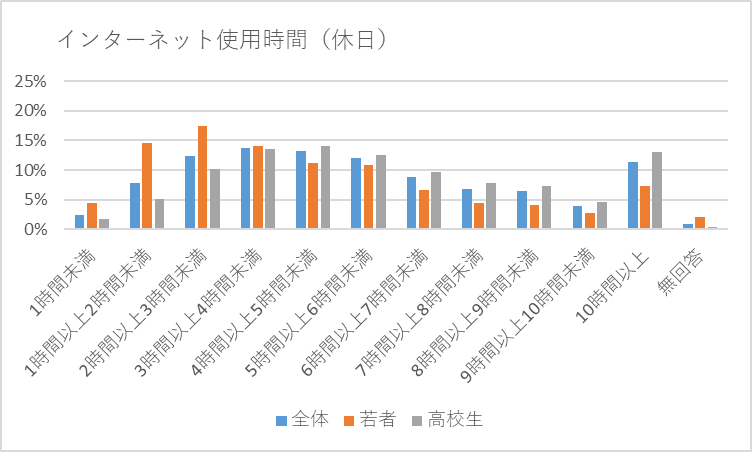 インターネット使用時間（休日）
25%
20%
15%
10%
5%
0%
1時間未満
1時間以上2時間未満
2時間以上3時間未満
3時間以上4時間未満
4時間以上5時間未満
5時間以上6時間未満
6時間以上7時間未満
7時間以上8時間未満
8時間以上9時間未満
9時間以上10時間未満
10時間以上
無回答
全体 若者 高校生